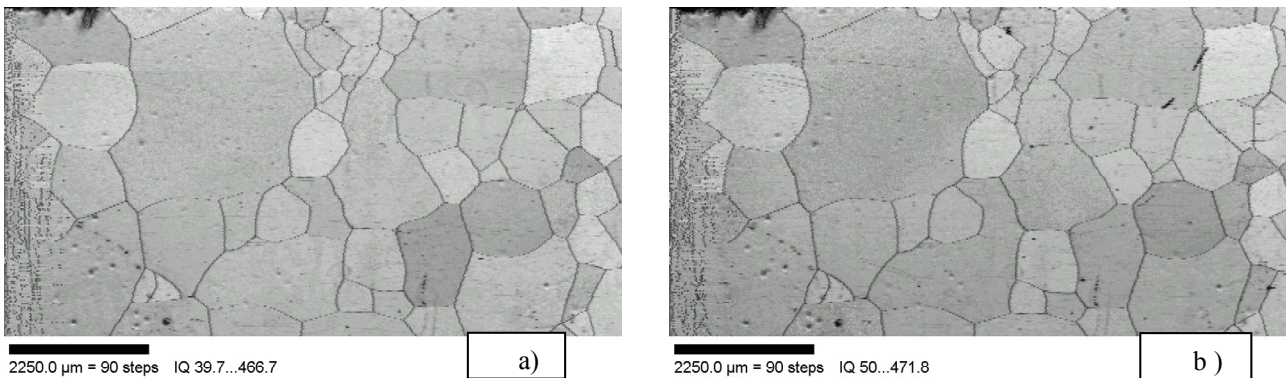 a)
2250.0 µm = 90 steps IQ 39.7...466.7
b )
2250.0 µm = 90 steps IQ 50...471.8